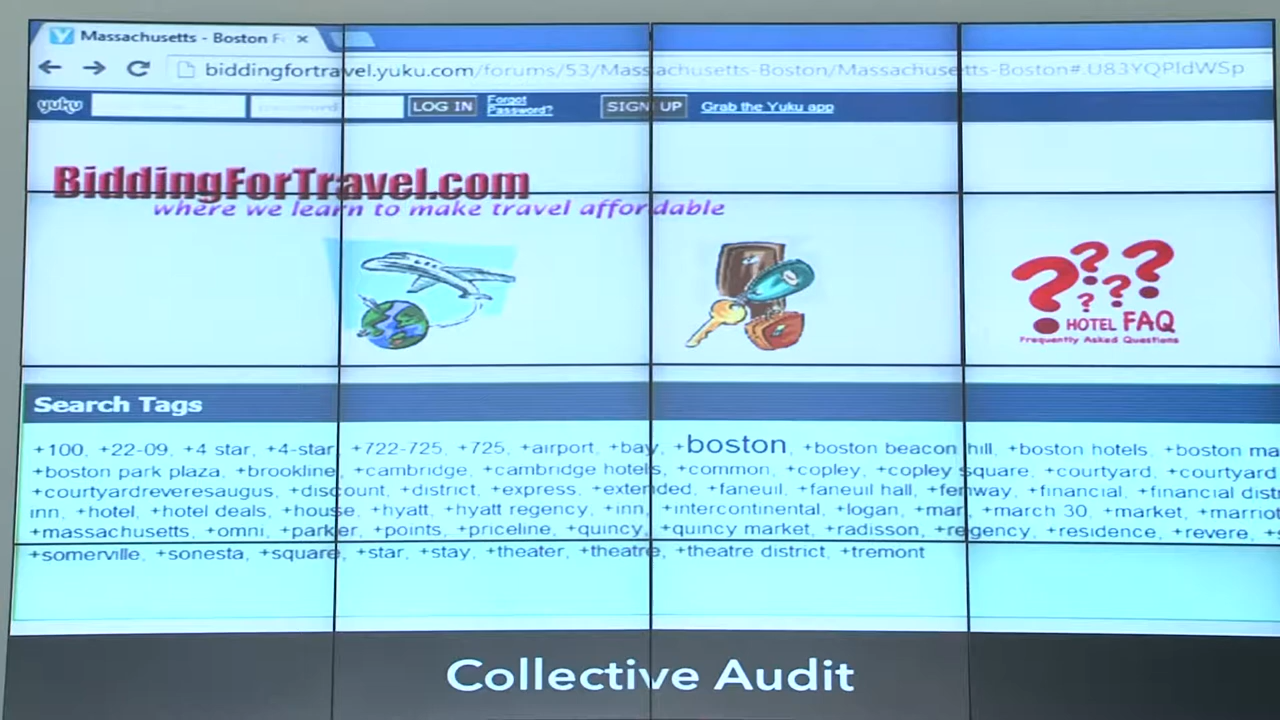 Massachusetts - Boston F
biddingfortravel.yuku.com/forums/53/Massachusetts-Boston/Massachusetts-Boston#.U83YQPldWSp
yuku LOG IN Forgot Password? SIGN UP Grab the Yuku app
BiddingForTravel.com
where we learn to make travel affordable
HOTEL FAQ
Frequently Asked Questions
Search Tags
+100, +22-09, +4 star, +4-star, +722-725, +725, +airport, +bay, +boston, +boston beacon hill, +boston hotels, +boston ma
+boston park plaza, +brookline, +cambridge, +cambridge hotels, +common, +copley, +copley square, +courtyard, +courtyard
+courtyardreveresaugus, +discount, +district, +express, +extended, +faneuil, +faneuil hall, +fenway, +financial, +financial distr
inn, +hotel, +hotel deals, +house, +hyatt, +hyatt regency, +inn, +intercontinental, +logan, +mar, +march 30, +market, +marriot
+massachusetts, +omni, +parker, +points, +priceline, +quincy, +quincy market, +radisson, +regency, +residence, +revere, +s
+somerville, +sonesta, +square, +star, +stay, +theater, +theatre, +theatre district, +tremont
Collective Audit